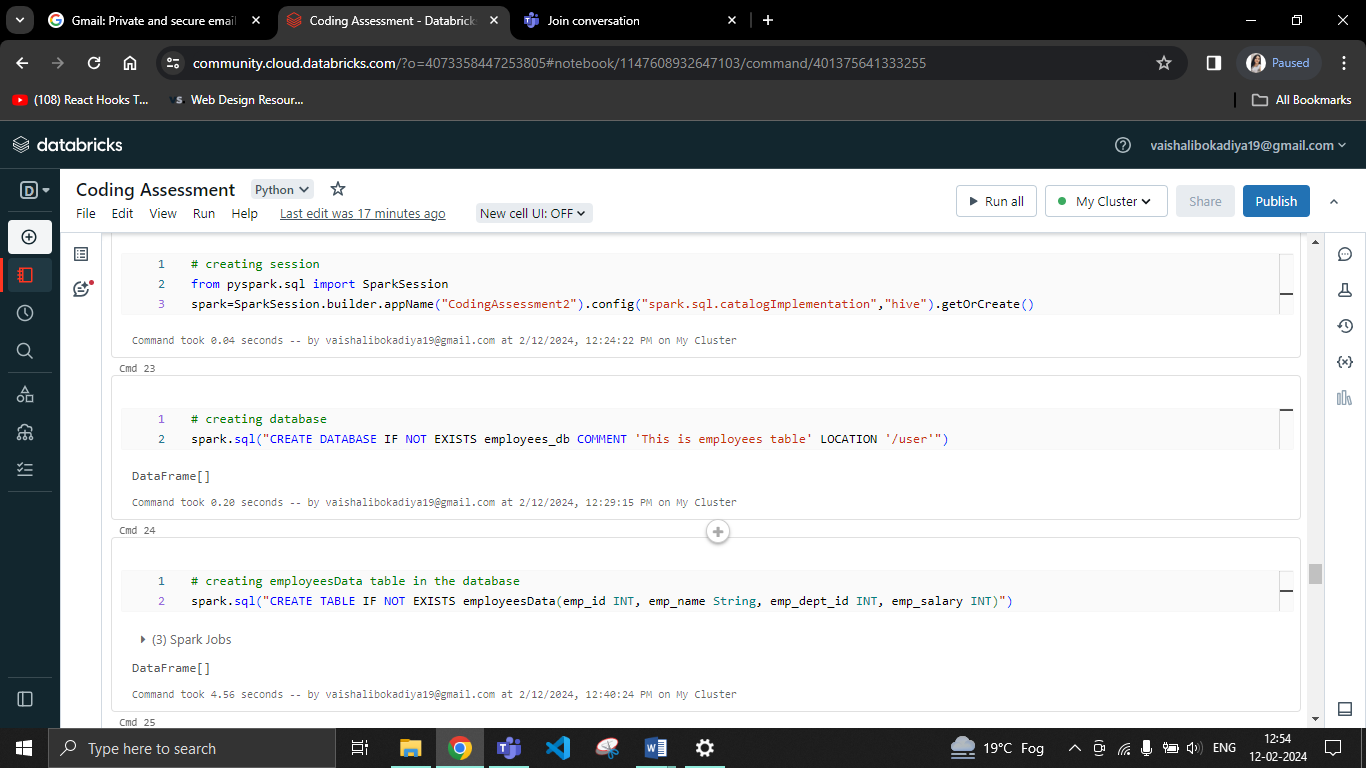 Gmail: Private and secure email
Coding Assessment - Databricks
Join conversation
community.cloud.databricks.com/?o=4073358447253805#notebook/1147608932647103/command/401375641333255
Paused
(108) React Hooks T...
VS
Web Design Resour...
All Bookmarks
databricks
vaishalibokadiya19@gmail.com
D
Coding Assessment
Python
File Edit View Run Help Last edit was 17 minutes ago New cell UI: OFF
Run all
My Cluster
Share
Publish
1 # creating session
2 from pyspark.sql import SparkSession
3 spark=SparkSession.builder.appName("CodingAssessment2").config("spark.sql.catalogImplementation","hive").getOrCreate()
Command took 0.04 seconds -- by vaishalibokadiya19@gmail.com at 2/12/2024, 12:24:22 PM on My Cluster
Cmd 23
1 # creating database
2 spark.sql("CREATE DATABASE IF NOT EXISTS employees_db COMMENT 'This is employees table' LOCATION '/user'")
DataFrame[]
Command took 0.20 seconds -- by vaishalibokadiya19@gmail.com at 2/12/2024, 12:29:15 PM on My Cluster
Cmd 24
1 # creating employeesData table in the database
2 spark.sql("CREATE TABLE IF NOT EXISTS employeesData(emp_id INT, emp_name String, emp_dept_id INT, emp_salary INT)")
(3) Spark Jobs
DataFrame[]
Command took 4.56 seconds -- by vaishalibokadiya19@gmail.com at 2/12/2024, 12:40:24 PM on My Cluster
Cmd 25
Type here to search
19°C Fog
ENG
12:54
12-02-2024